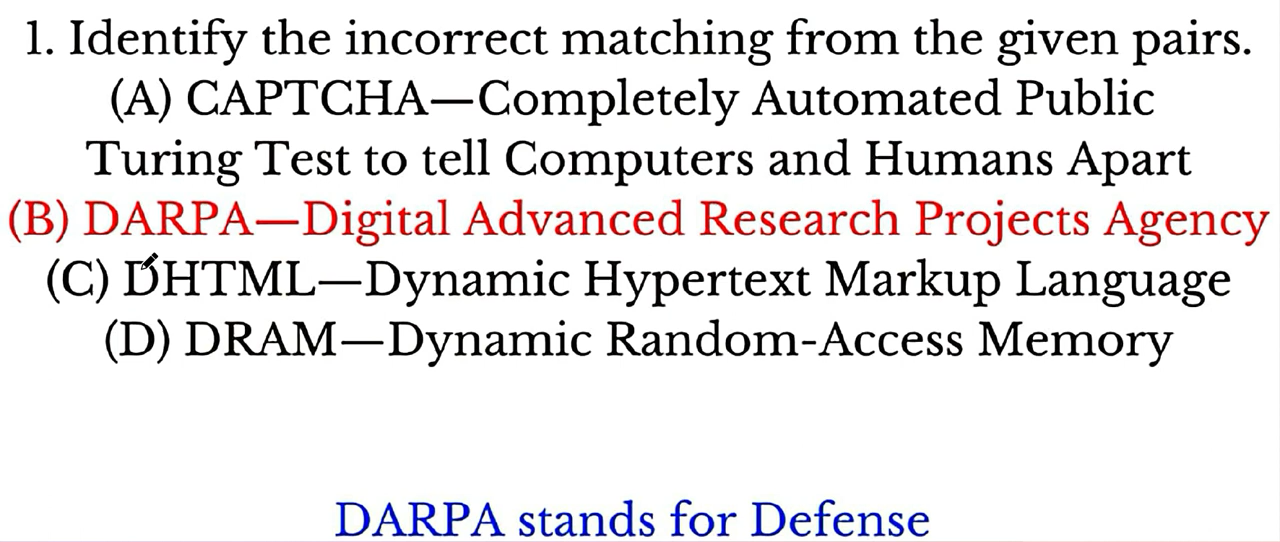 1. Identify the incorrect matching from the given pairs.
(A) CAPTCHA—Completely Automated Public
Turing Test to tell Computers and Humans Apart
(B) DARPA—Digital Advanced Research Projects Agency
(C) DHTML—Dynamic Hypertext Markup Language
(D) DRAM—Dynamic Random-Access Memory
DARPA stands for Defense